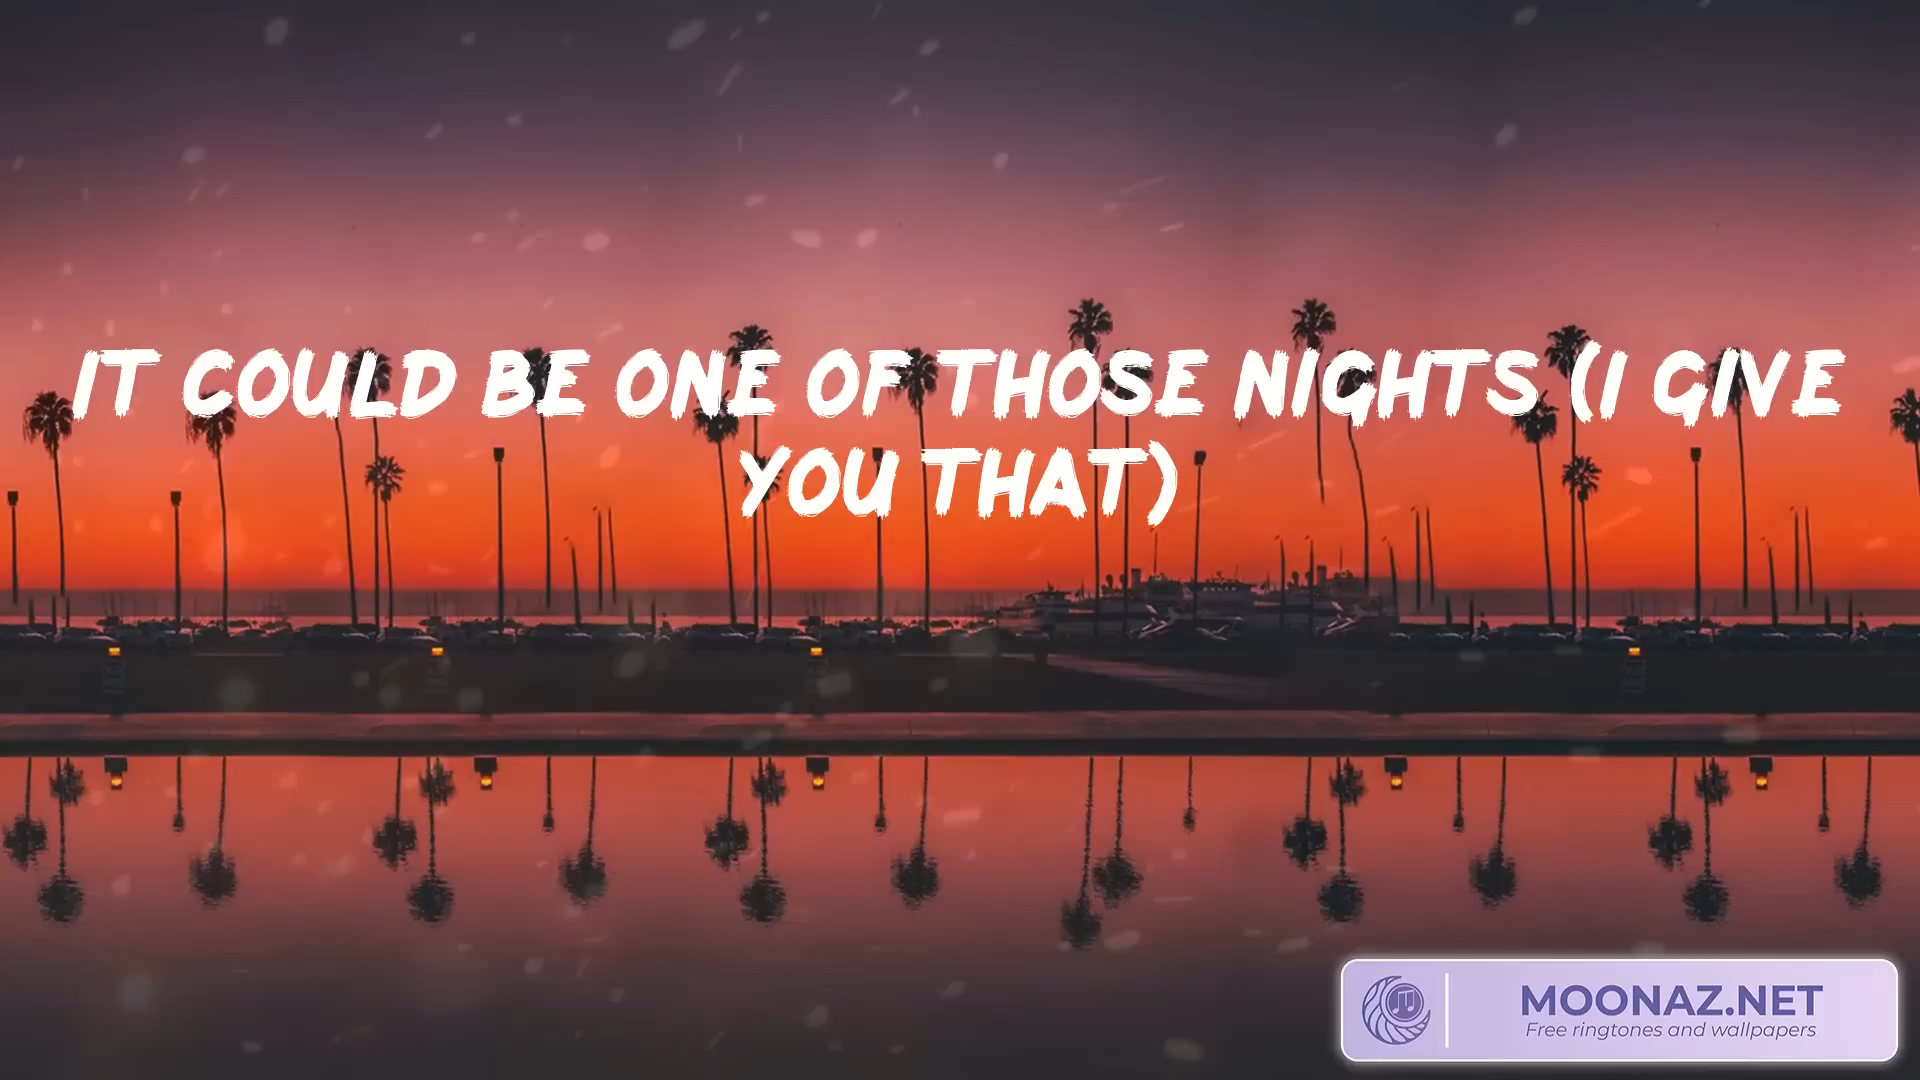 IT COULD BE ONE OF THOSE NIGHTS (I GIVE
YOU THAT)
MOONAZ.NET
Free ringtones and wallpapers